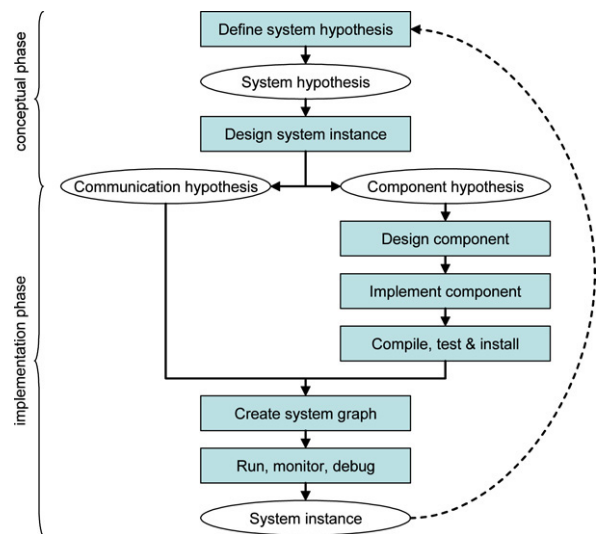 Define system hypothesis
conceptual phase
System hypothesis
Design system instance
Communication hypothesis
Component hypothesis
Design component
implementation phase
Implement component
Compile, test & install
Create system graph
Run, monitor, debug
System instance